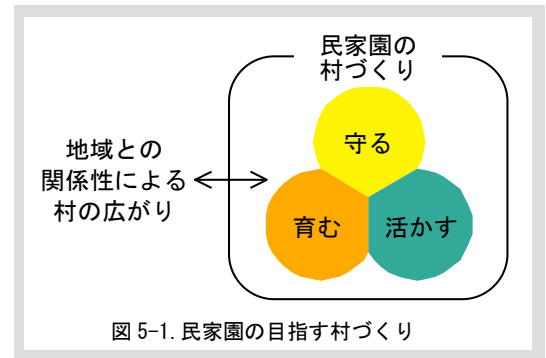 民家園の
村づくり
守る
地域との
関係性による
村の広がり
育む
活かす
図 5-1.民家園の目指す村づくり